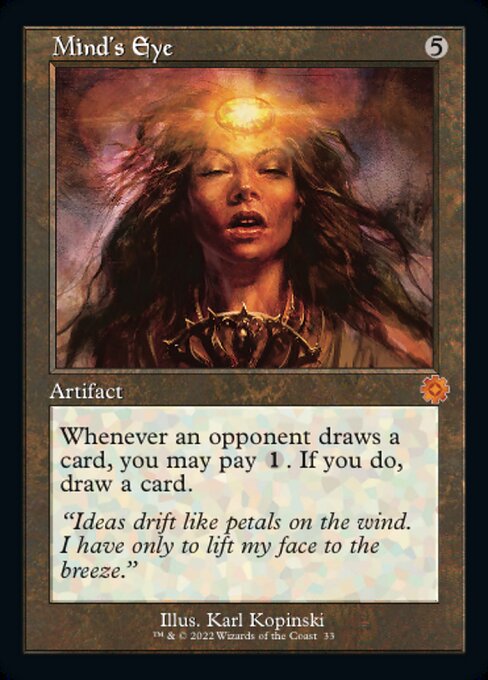 Mind's Eye 5
Artifact
Whenever an opponent draws a
card, you may pay 1. If you do,
draw a card.
“Ideas drift like petals on the wind.
I have only to lift my face to the
breeze.”
Illus. Karl Kopinski
™ & © 2022 Wizards of the Coast 33